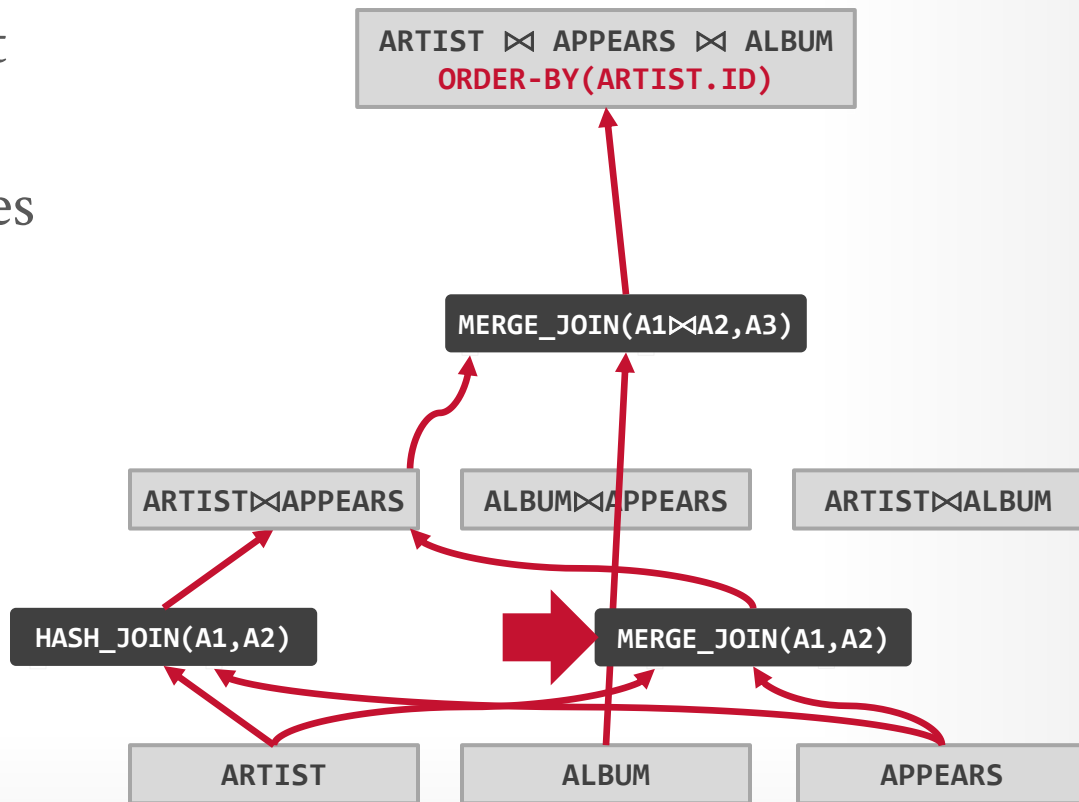 t
es
ARTIST ⋈ APPEARS ⋈ ALBUM
ORDER-BY(ARTIST.ID)
MERGE_JOIN(A1⋈A2,A3)
ARTIST⋈APPEARS
ALBUM⋈APPEARS
ARTIST⋈ALBUM
HASH_JOIN(A1,A2)
MERGE_JOIN(A1,A2)
ARTIST
ALBUM
APPEARS